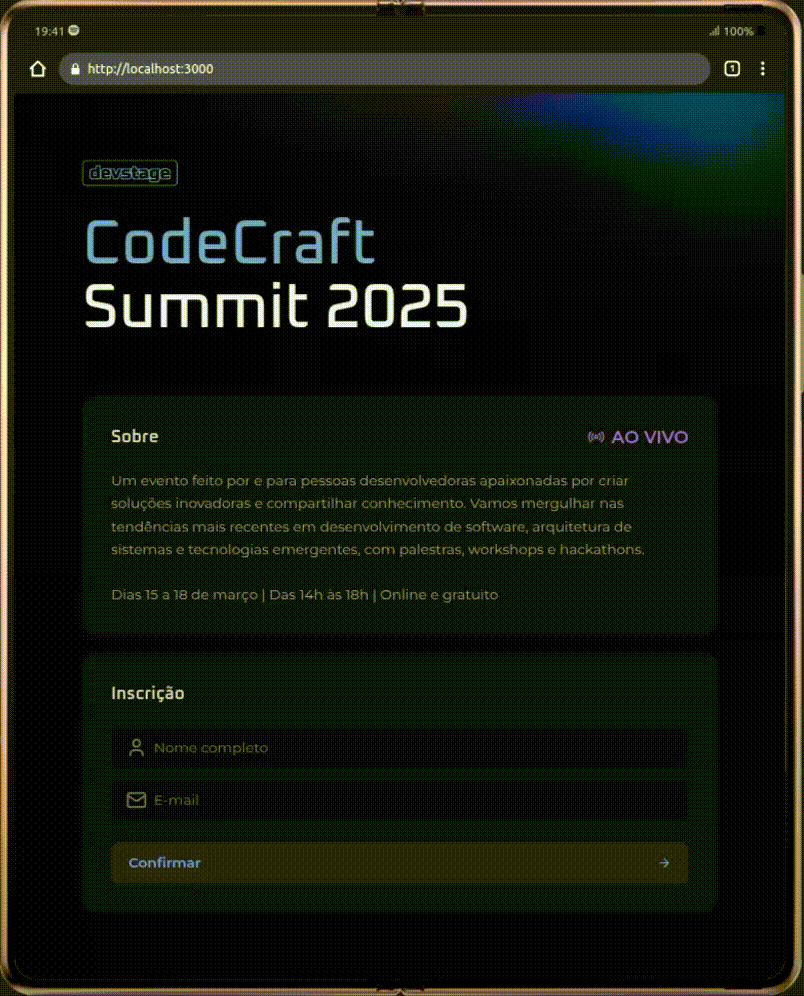 19:41
100%
http://localhost:3000
1
devstage
CodeCraft
Summit 2025
Sobre
AO VIVO
Um evento feito por e para pessoas desenvolvedoras apaixonadas por criar
soluções inovadoras e compartilhar conhecimento. Vamos mergulhar nas
tendências mais recentes em desenvolvimento de software, arquitetura de
sistemas e tecnologias emergentes, com palestras, workshops e hackathons.
Dias 15 a 18 de março | Das 14h às 18h | Online e gratuito
Inscrição
Nome completo
E-mail
Confirmar